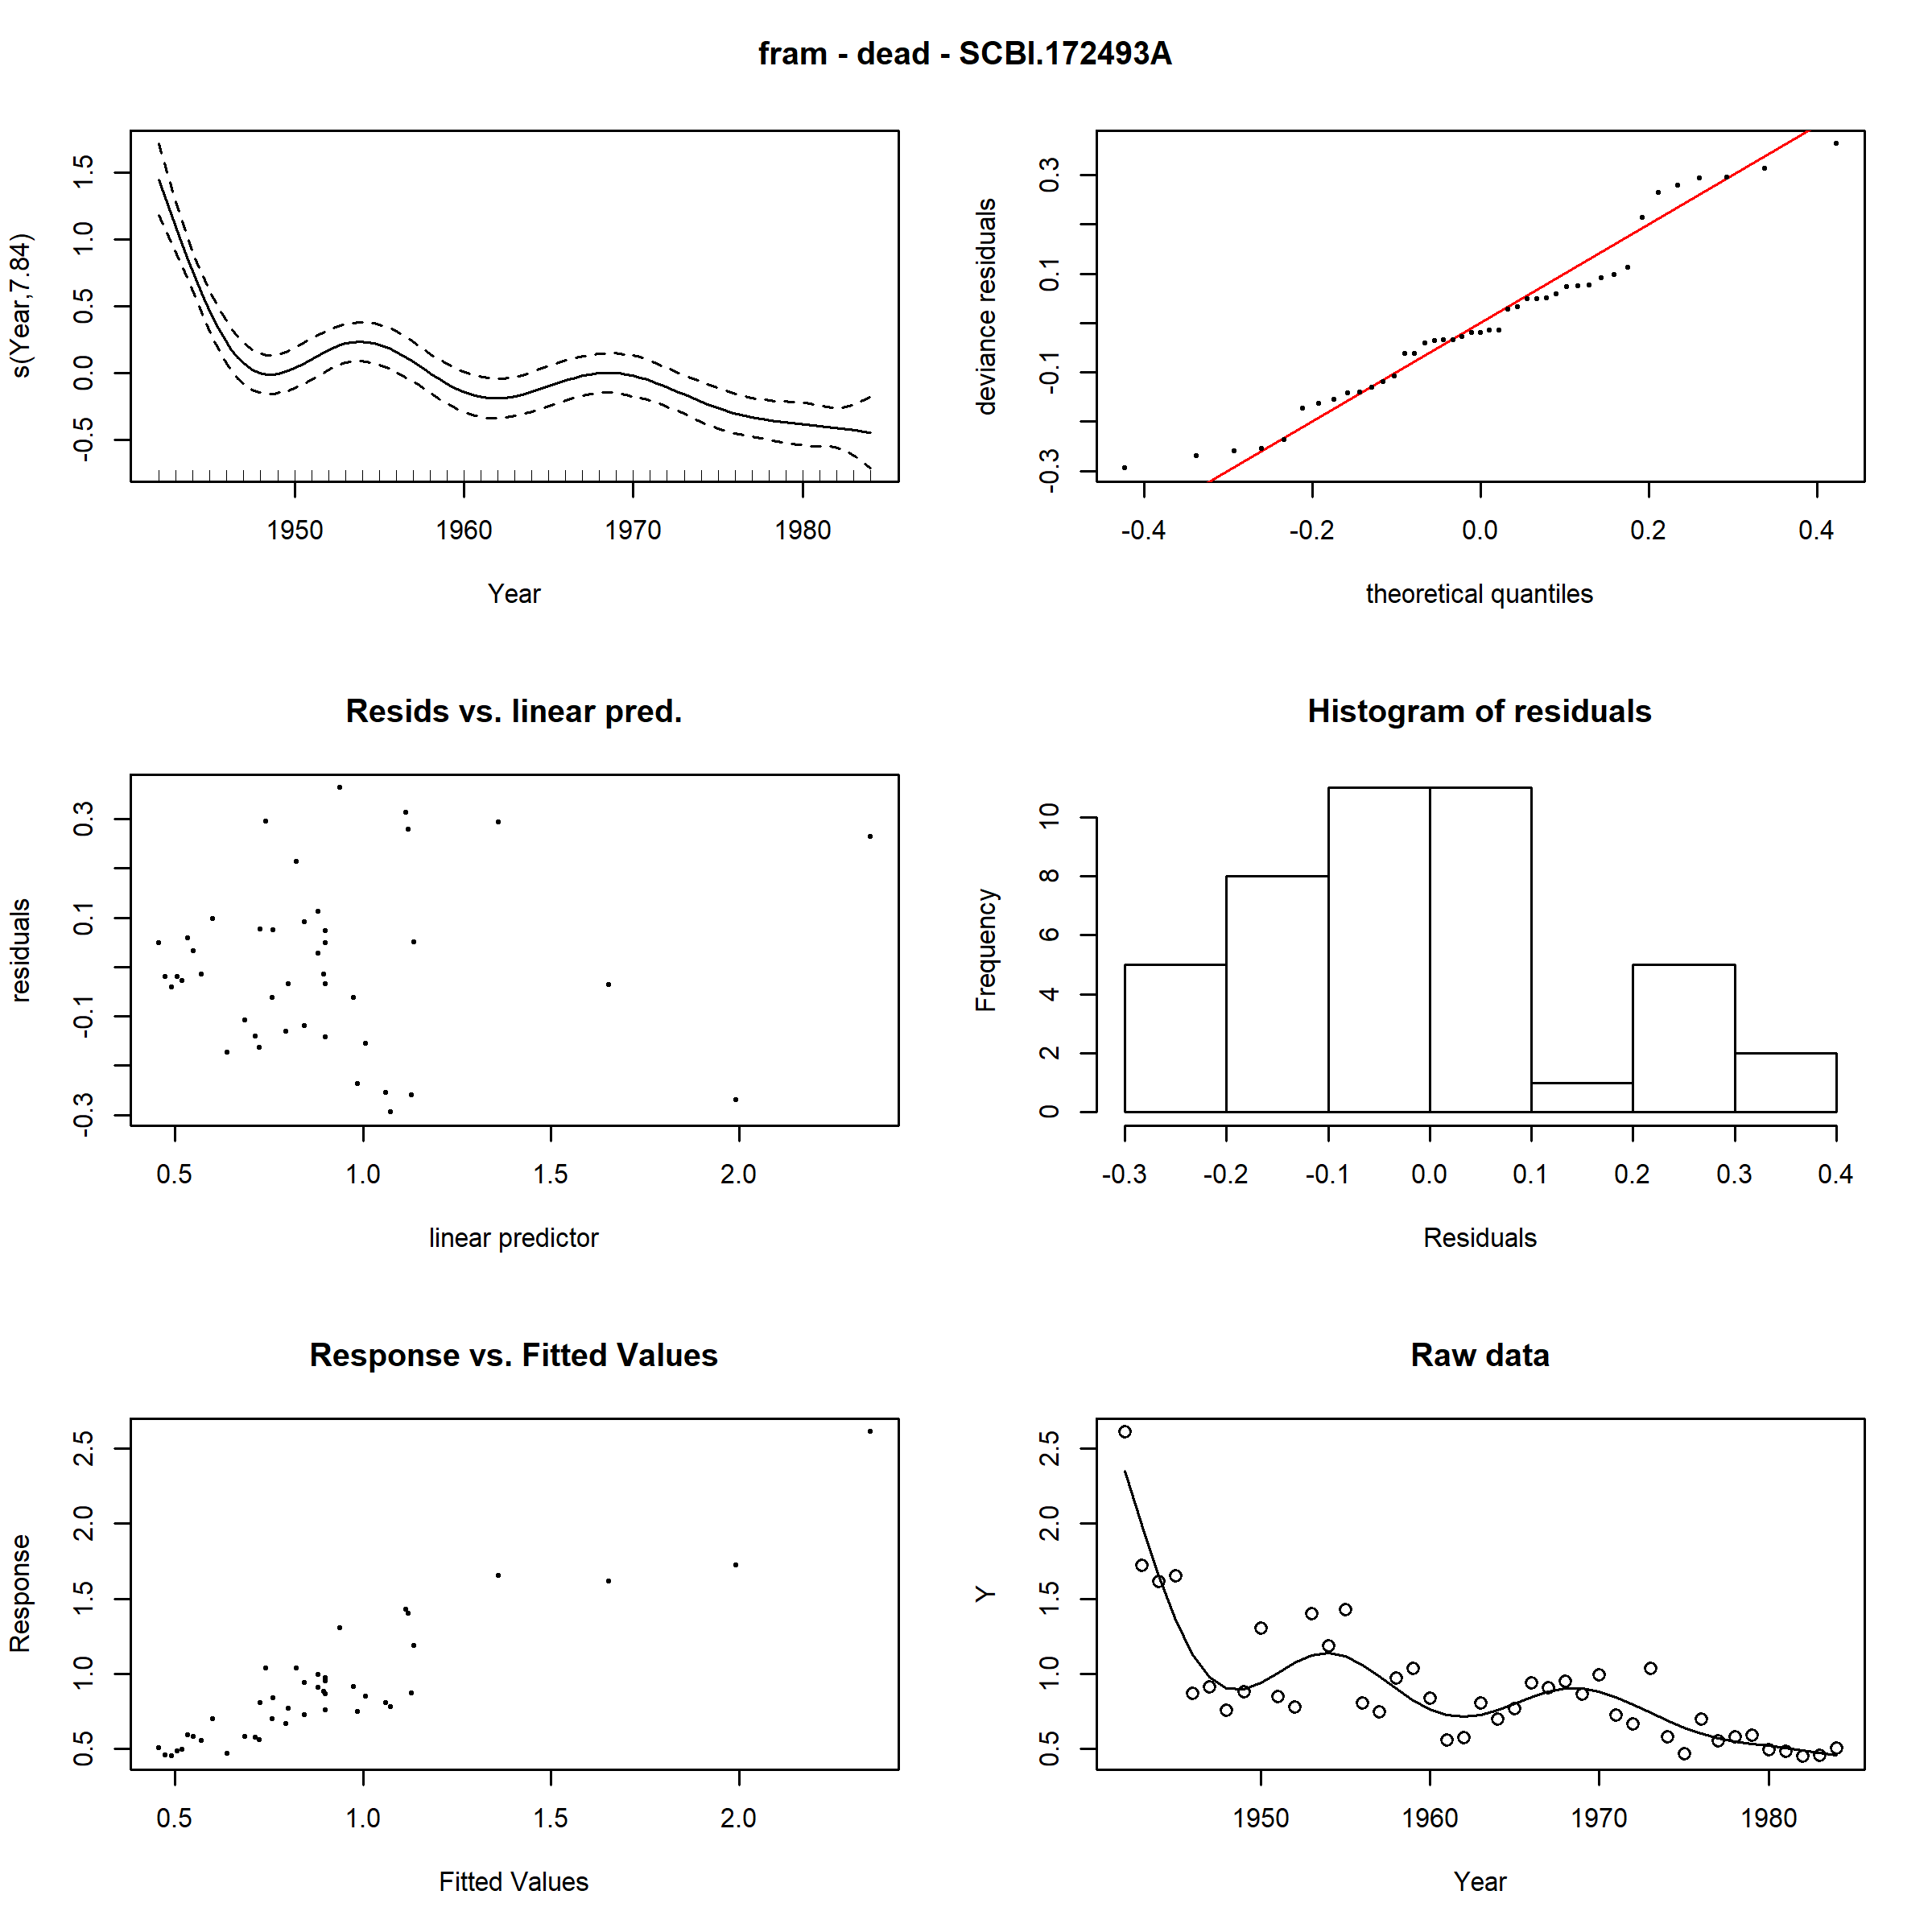 fram - dead - SCBI.172493A
s(Year,7.84)
-0.5 0.0 0.5 1.0 1.5
1950 1960 1970 1980
Year
deviance residuals
-0.3 -0.1 0.1 0.3
-0.4 -0.2 0.0 0.2 0.4
theoretical quantiles
Resids vs. linear pred.
residuals
-0.3 -0.1 0.1 0.3
0.5 1.0 1.5 2.0
linear predictor
Histogram of residuals
Frequency
0 2 4 6 8 10
-0.3 -0.2 -0.1 0.0 0.1 0.2 0.3 0.4
Residuals
Response vs. Fitted Values
Response
0.5 1.0 1.5 2.0 2.5
0.5 1.0 1.5 2.0
Fitted Values
Raw data
Y
0.5 1.0 1.5 2.0 2.5
1950 1960 1970 1980
Year